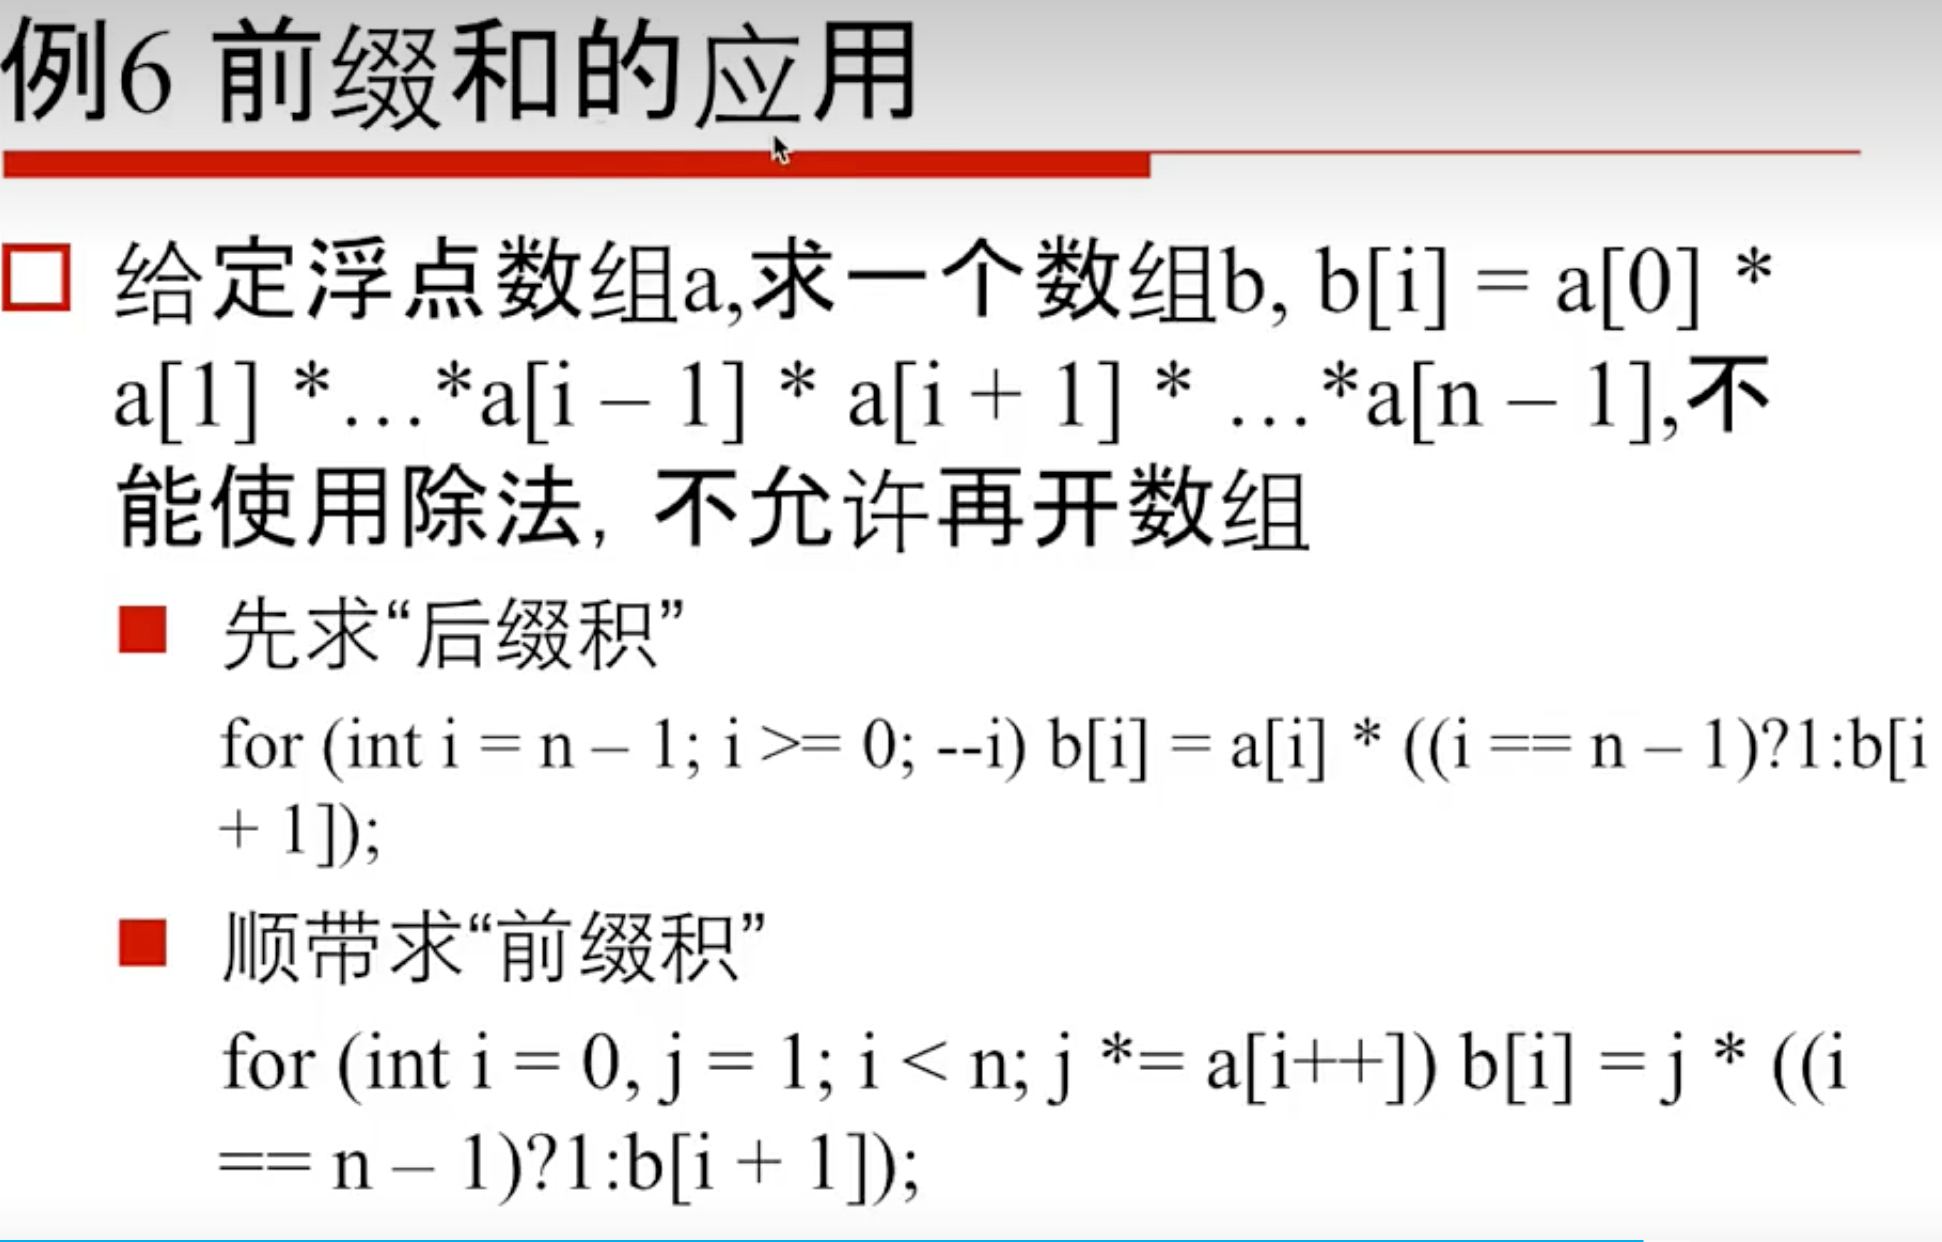 例6 前缀和的应用
给定浮点数组a,求一个数组b, b[i] = a[0] *
a[1] *…*a[i – 1] * a[i + 1] * …*a[n – 1],不
能使用除法, 不允许再开数组
先求“后缀积”
for (int i = n – 1; i >= 0; --i) b[i] = a[i] * ((i == n – 1)?1:b[i
+ 1]);
顺带求“前缀积”
for (int i = 0, j = 1; i < n; j *= a[i++]) b[i] = j * ((i
== n – 1)?1:b[i + 1]);